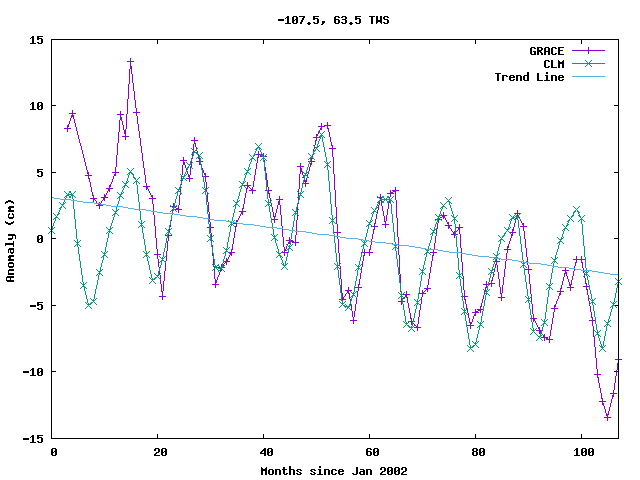 -107.5, 63.5 TWS
GRACE
CLM
Trend Line
15
10
5
0
-5
-10
-15
Anomaly (cm)
0 20 40 60 80 100
Months since Jan 2002